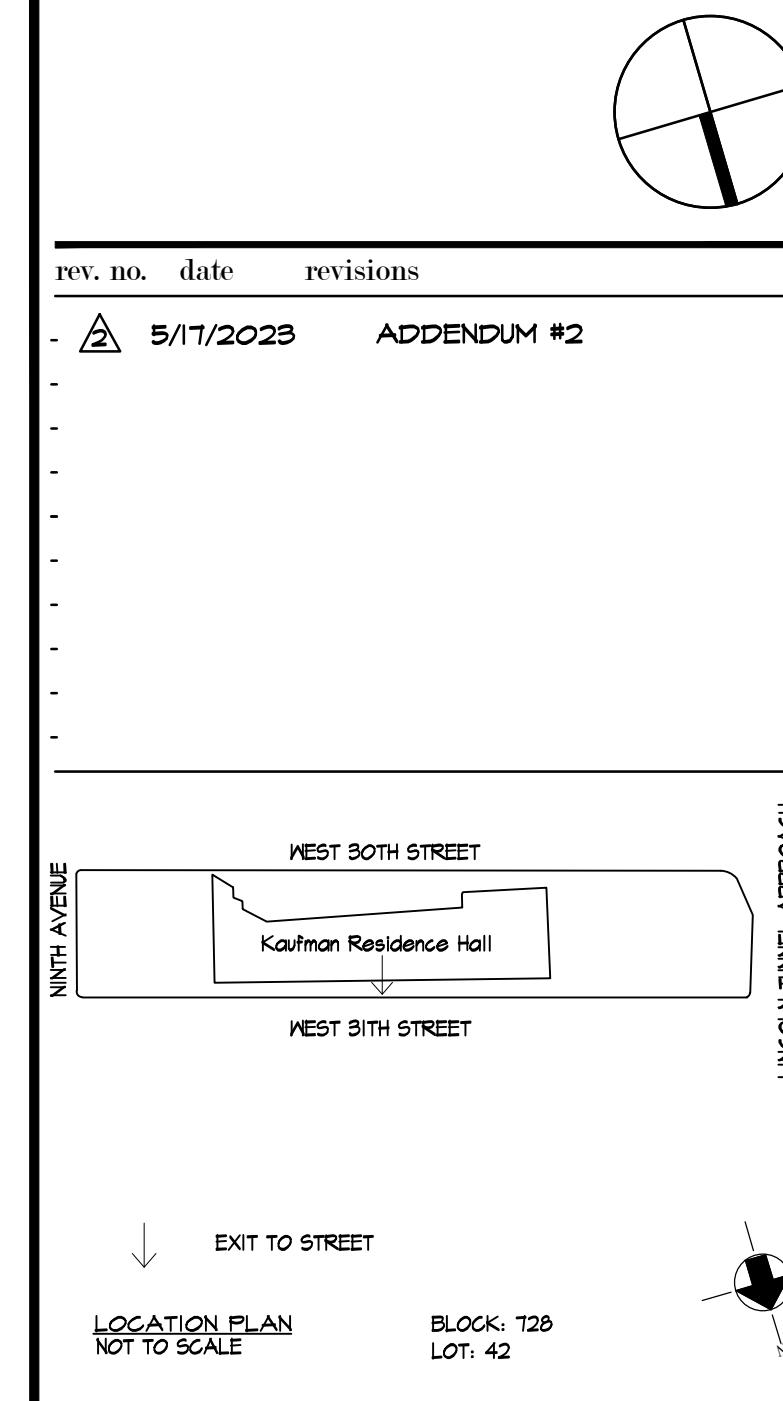 rev. no. date revisions
2 5/17/2023 ADDENDUM #2
WEST 30TH STREET
NINTH AVENUE
Kaufman Residence Hall
WEST 31TH STREET
EXIT TO STREET
LOCATION PLAN
NOT TO SCALE
BLOCK: 728
LOT: 42